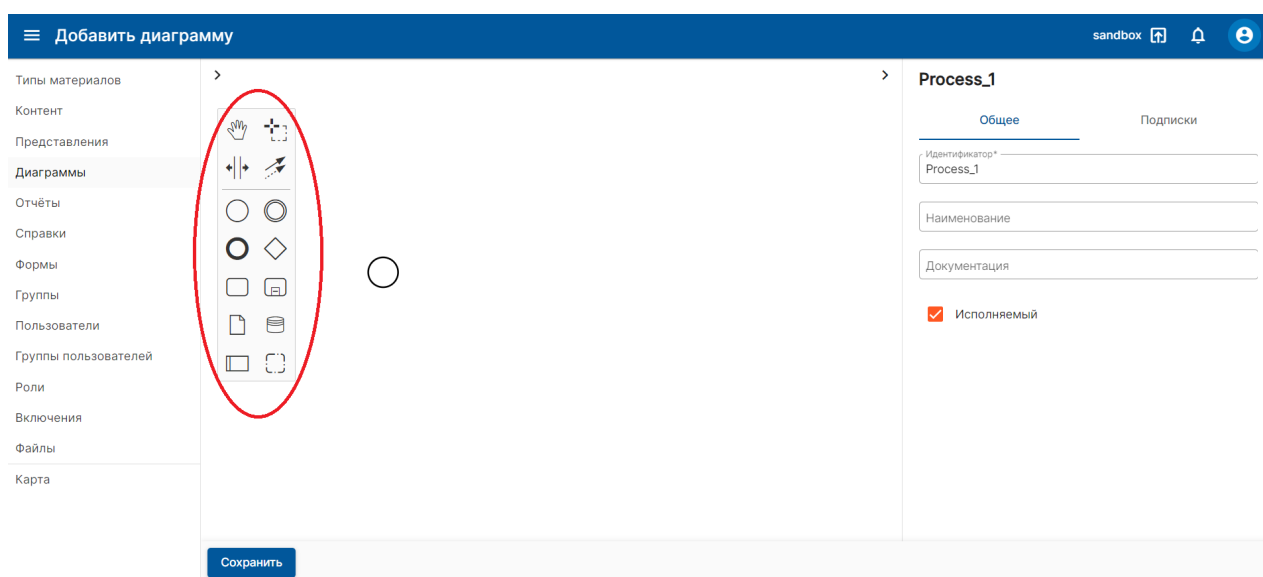 Добавить диаграмму
sandbox
Типы материалов
Контент
Представления
Диаграммы
Отчёты
Справки
Формы
Группы
Пользователи
Группы пользователей
Роли
Включения
Файлы
Карта
Process_1
Общее
Подписки
Идентификатор*
Process_1
Наименование
Документация
Исполняемый
Сохранить